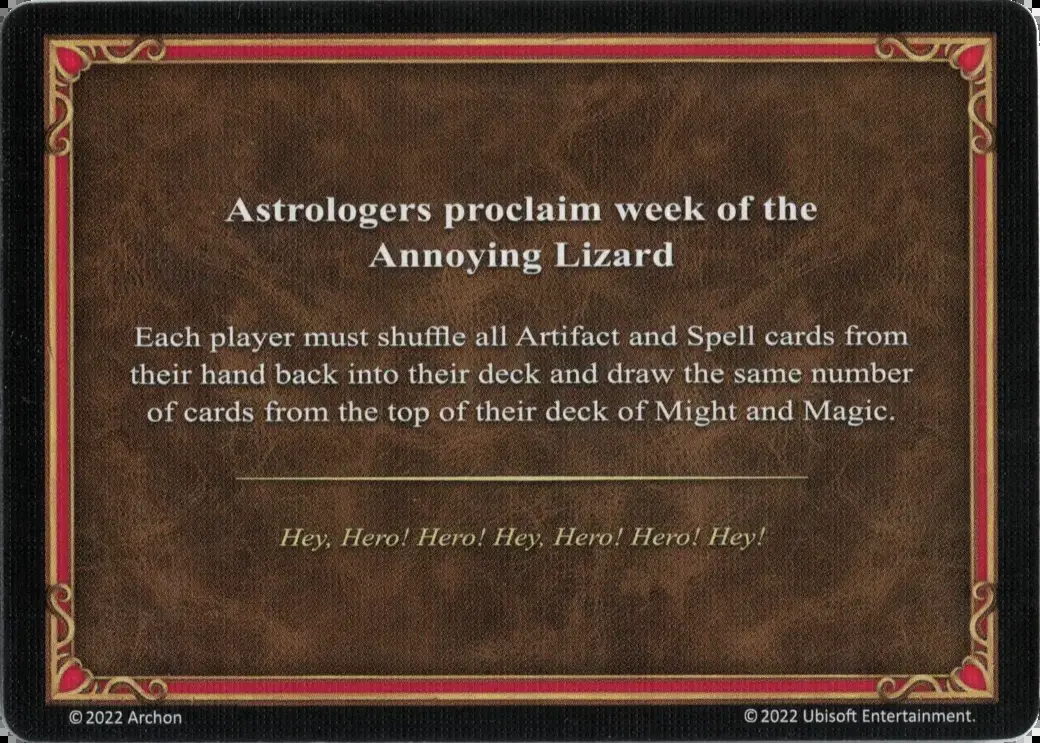 Astrologers proclaim week of the
Annoying Lizard
Each player must shuffle all Artifact and Spell cards from
their hand back into their deck and draw the same number
of cards from the top of their deck of Might and Magic.
Hey, Hero! Hero! Hey, Hero! Hero! Hey!
© 2022 Archon
© 2022 Ubisoft Entertainment.